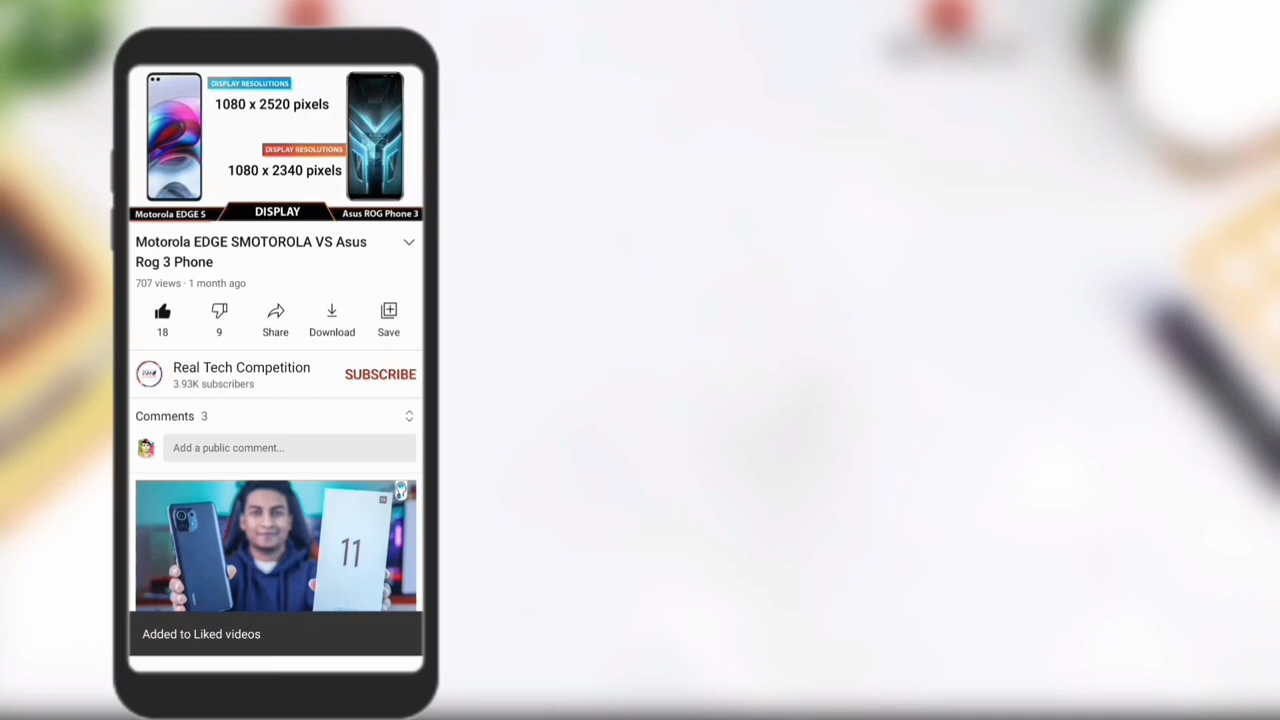 DISPLAY RESOLUTIONS
1080 x 2520 pixels
DISPLAY RESOLUTIONS
1080 x 2340 pixels
Motorola EDGE S
DISPLAY
Asus ROG Phone 3
Motorola EDGE SMOTOROLA VS Asus
Rog 3 Phone
707 views · 1 month ago
18
9
Share
Download
Save
Real Tech Competition
3.93K subscribers
SUBSCRIBE
Comments 3
Add a public comment...
11
Added to Liked videos